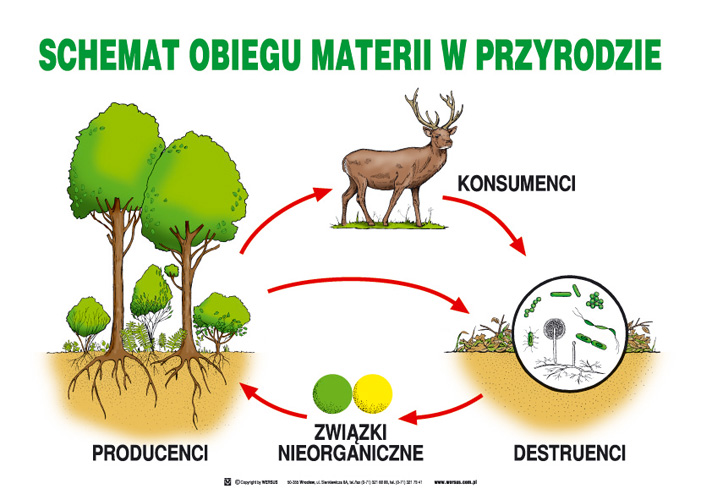 SCHEMAT OBIEGU MATERII W PRZYRODZIE
KONSUMENCI
ZWIĄZKI
NIEORGANICZNE
PRODUCENCI
DESTRUENCI
© Copyright by WERSUS
www.wersus.com.pl